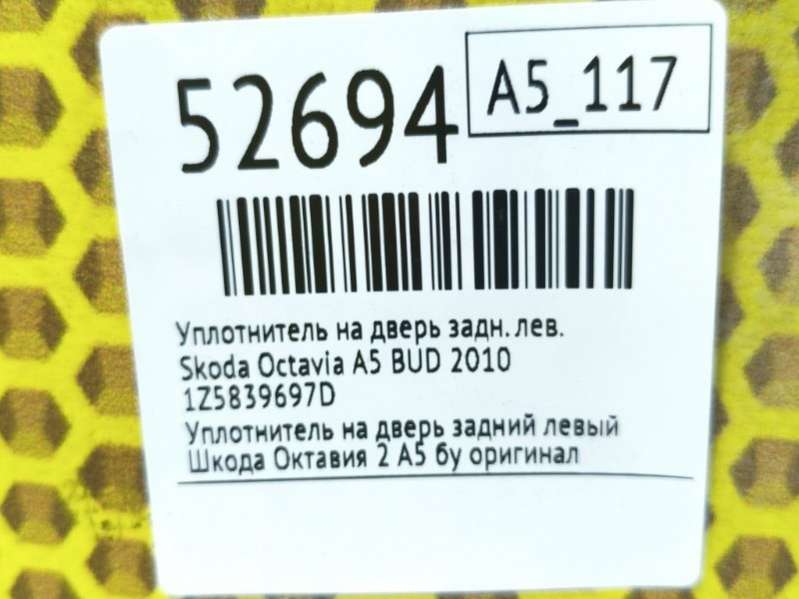 52694
A5_117
Уплотнитель на дверь задн. лев.
Skoda Octavia A5 BUD 2010
1Z5839697D
Уплотнитель на дверь задний левый
Шкода Октавия 2 А5 бу оригинал